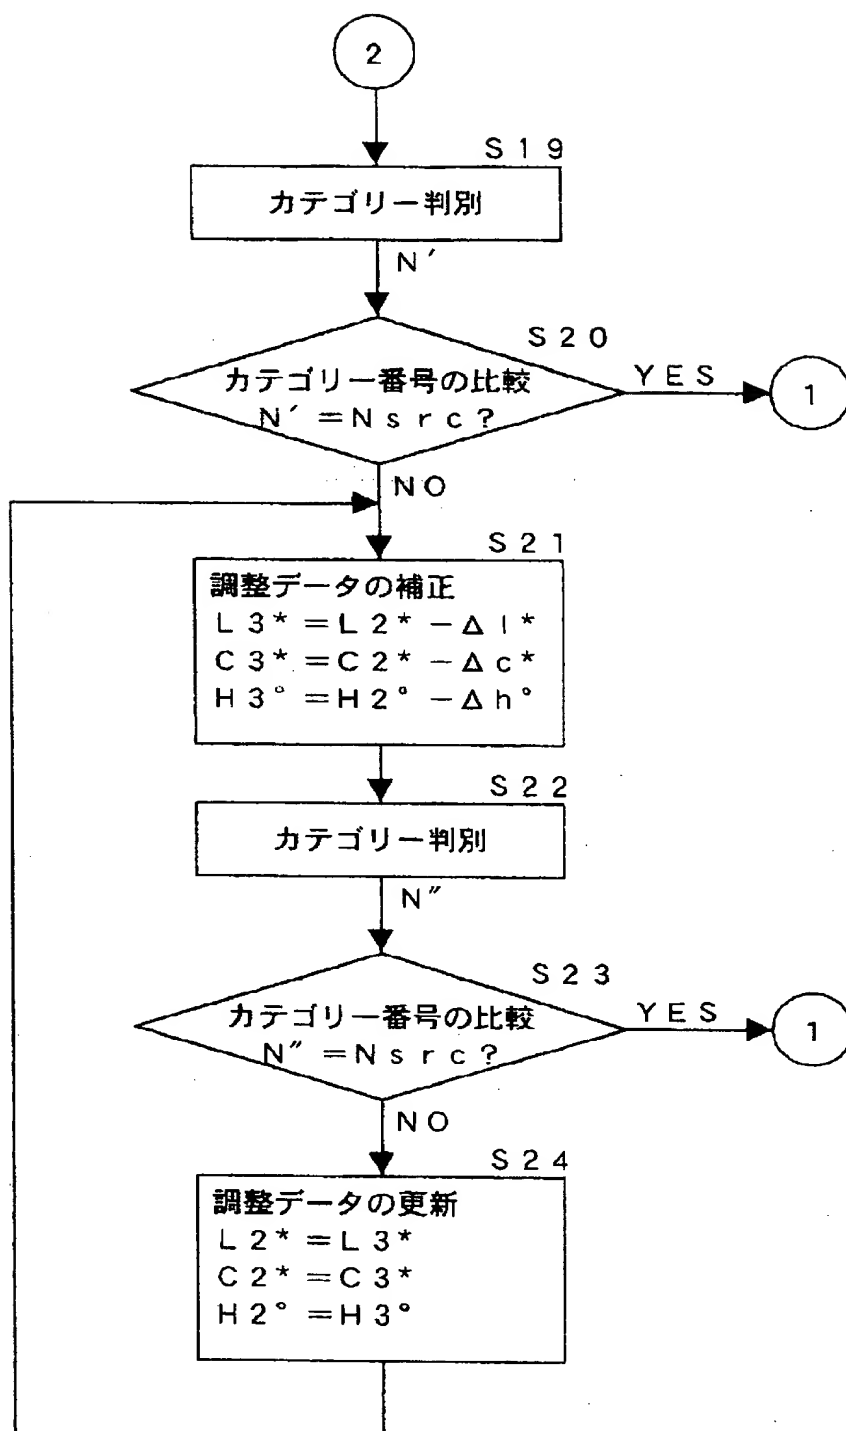 2
S19
カテゴリー判別
N′
S20
カテゴリー番号の比較
N′=Nsrc?
YES
1
NO
S21
調整データの補正
L3*=L2*-Δl*
C3*=C2*-Δc*
H3°=H2°-Δh°
S22
カテゴリー判別
N″
S23
カテゴリー番号の比較
N″=Nsrc?
YES
1
NO
S24
調整データの更新
L2*=L3*
C2*=C3*
H2°=H3°